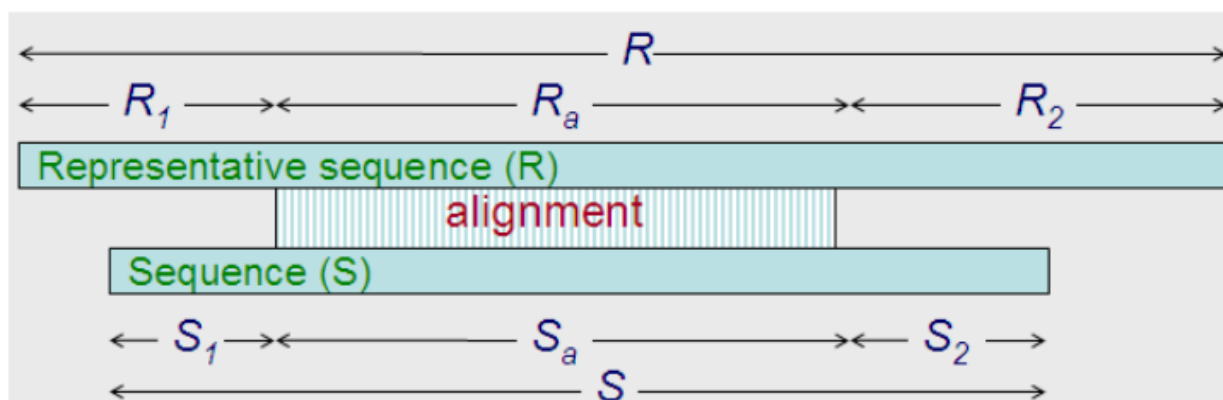 R
R1 Ra R2
Representative sequence (R)
alignment
Sequence (S)
S1 Sa S2
S